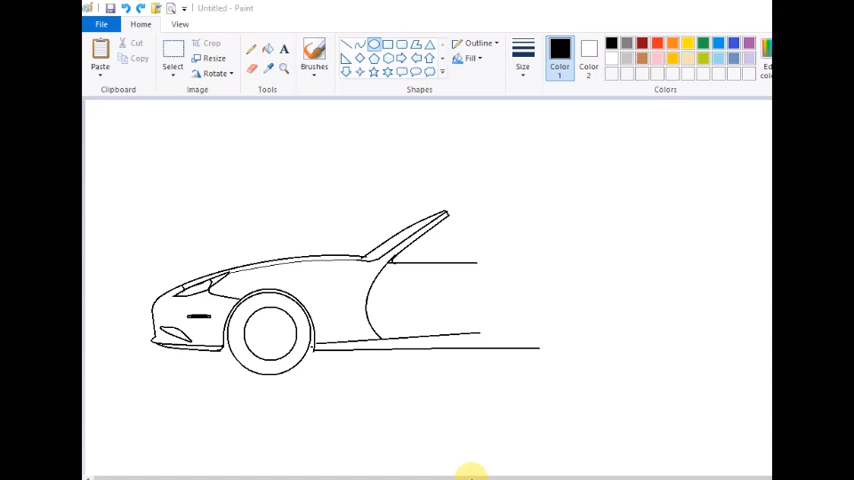 Untitled - Paint
File Home View
Paste
Cut
Copy
Clipboard
Select
Crop
Resize
Rotate
Image
Tools
Brushes
Shapes
Outline
Fill
Size
Color
1
Color
2
Colors